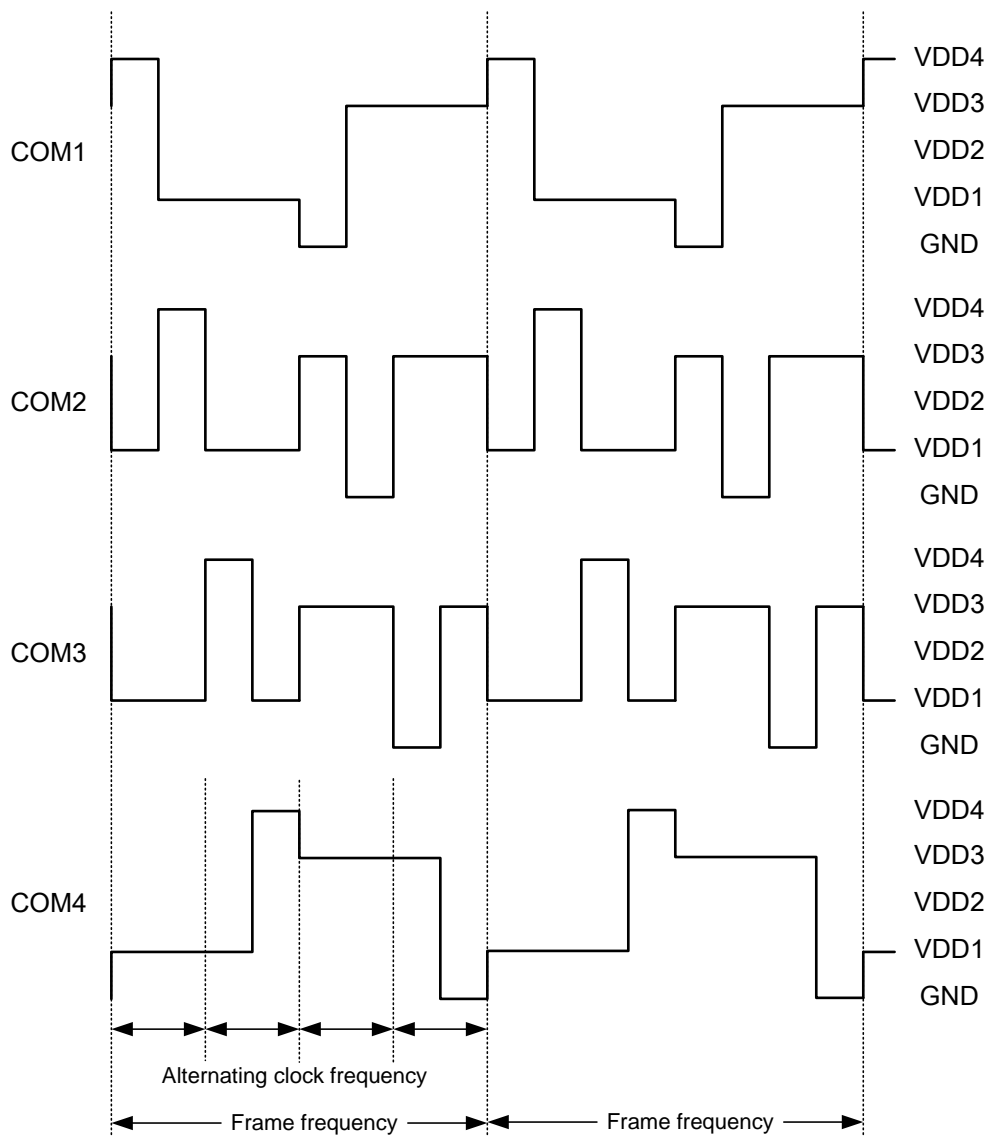 VDD4
VDD3
COM1
VDD2
VDD1
GND
VDD4
VDD3
COM2
VDD2
VDD1
GND
VDD4
VDD3
COM3
VDD2
VDD1
GND
VDD4
VDD3
COM4
VDD2
VDD1
GND
Alternating clock frequency
Frame frequency
Frame frequency